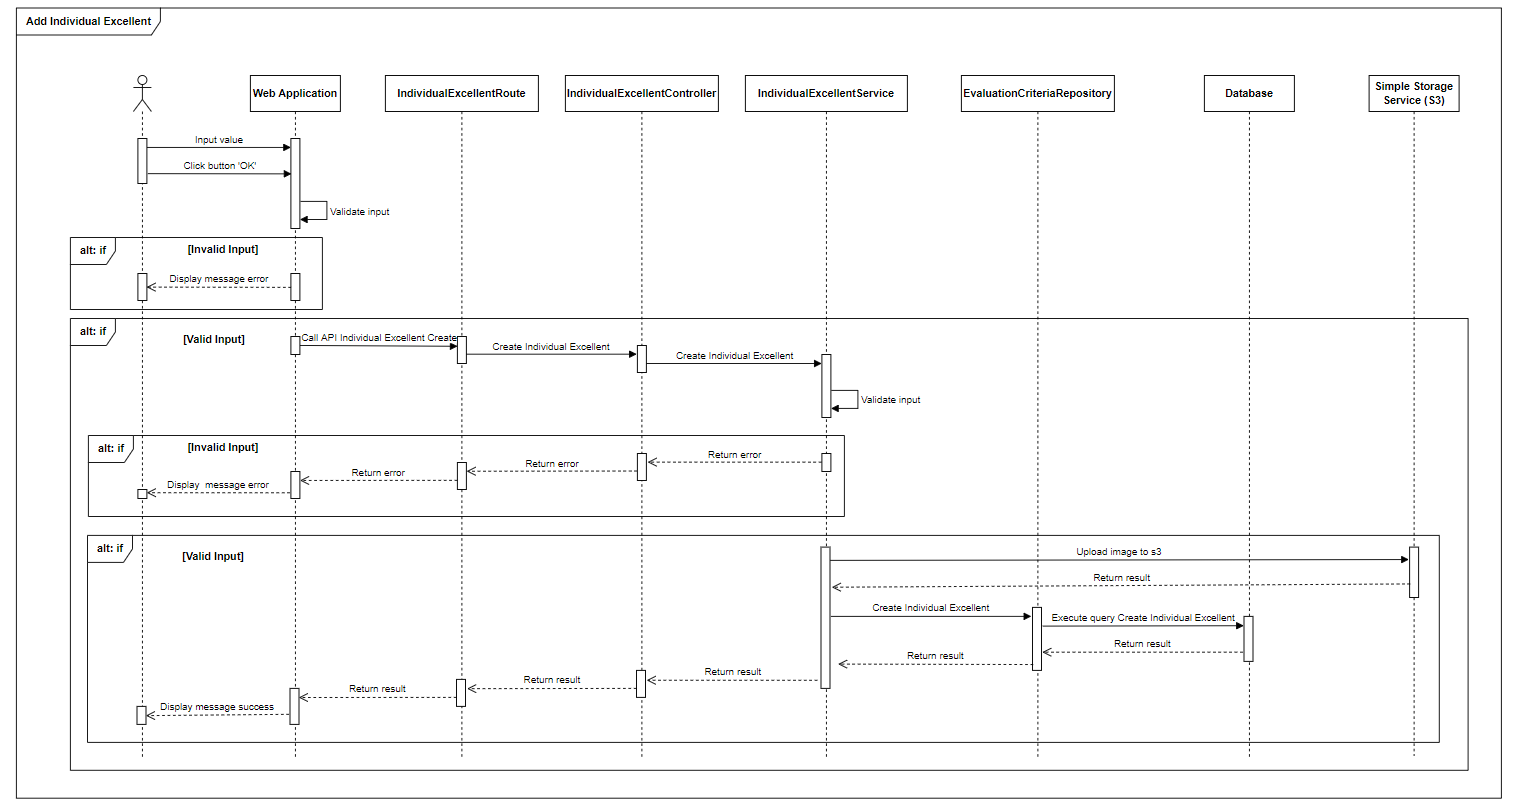 Add Individual Excellent
Web Application
IndividualExcellentRoute
IndividualExcellentController
IndividualExcellentService
EvaluationCriteriaRepository
Database
Simple Storage
Service (S3)
Input value
Click button 'OK'
Validate input
alt: if
[Invalid Input]
Display message error
alt: if
[Valid Input]
Call API Individual Excellent Create
Create Individual Excellent
Create Individual Excellent
Validate input
alt: if
[Invalid Input]
Return error
Return error
Return error
Display message error
alt: if
[Valid Input]
Upload image to s3
Return result
Create Individual Excellent
Execute query Create Individual Excellent
Return result
Return result
Return result
Return result
Return result
Display message success